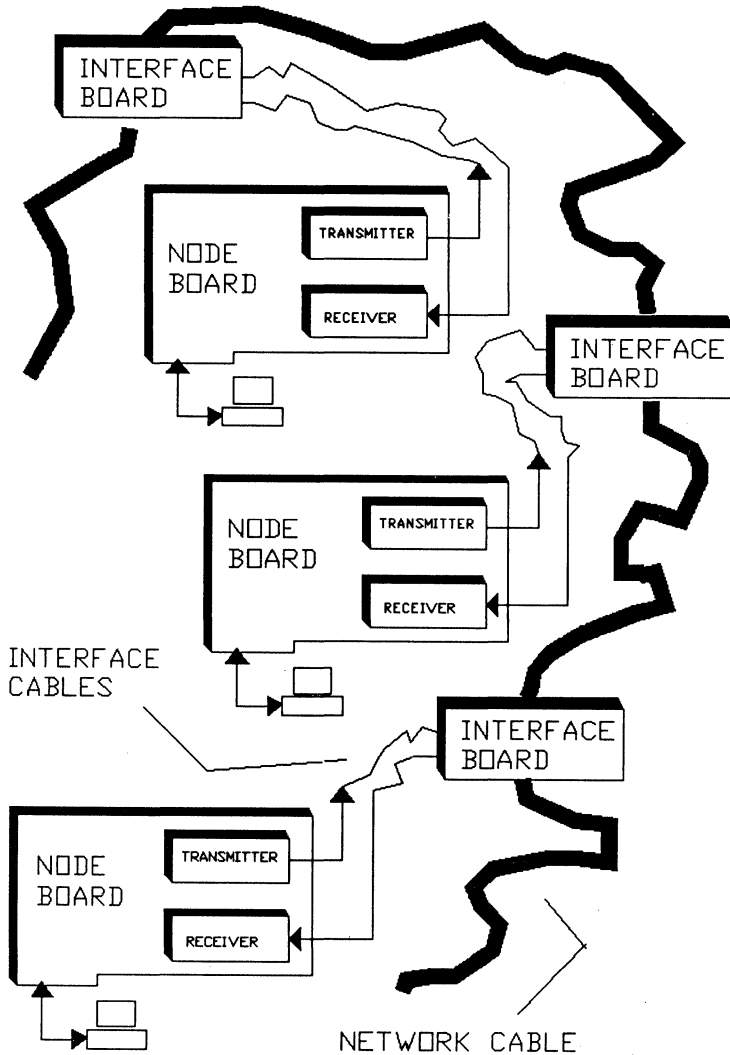 INTERFACE
BOARD
TRANSMITTER
NODE
BOARD
RECEIVER
INTERFACE
BOARD
TRANSMITTER
NODE
BOARD
RECEIVER
INTERFACE
CABLES
INTERFACE
BOARD
TRANSMITTER
NODE
BOARD
RECEIVER
NETWORK CABLE